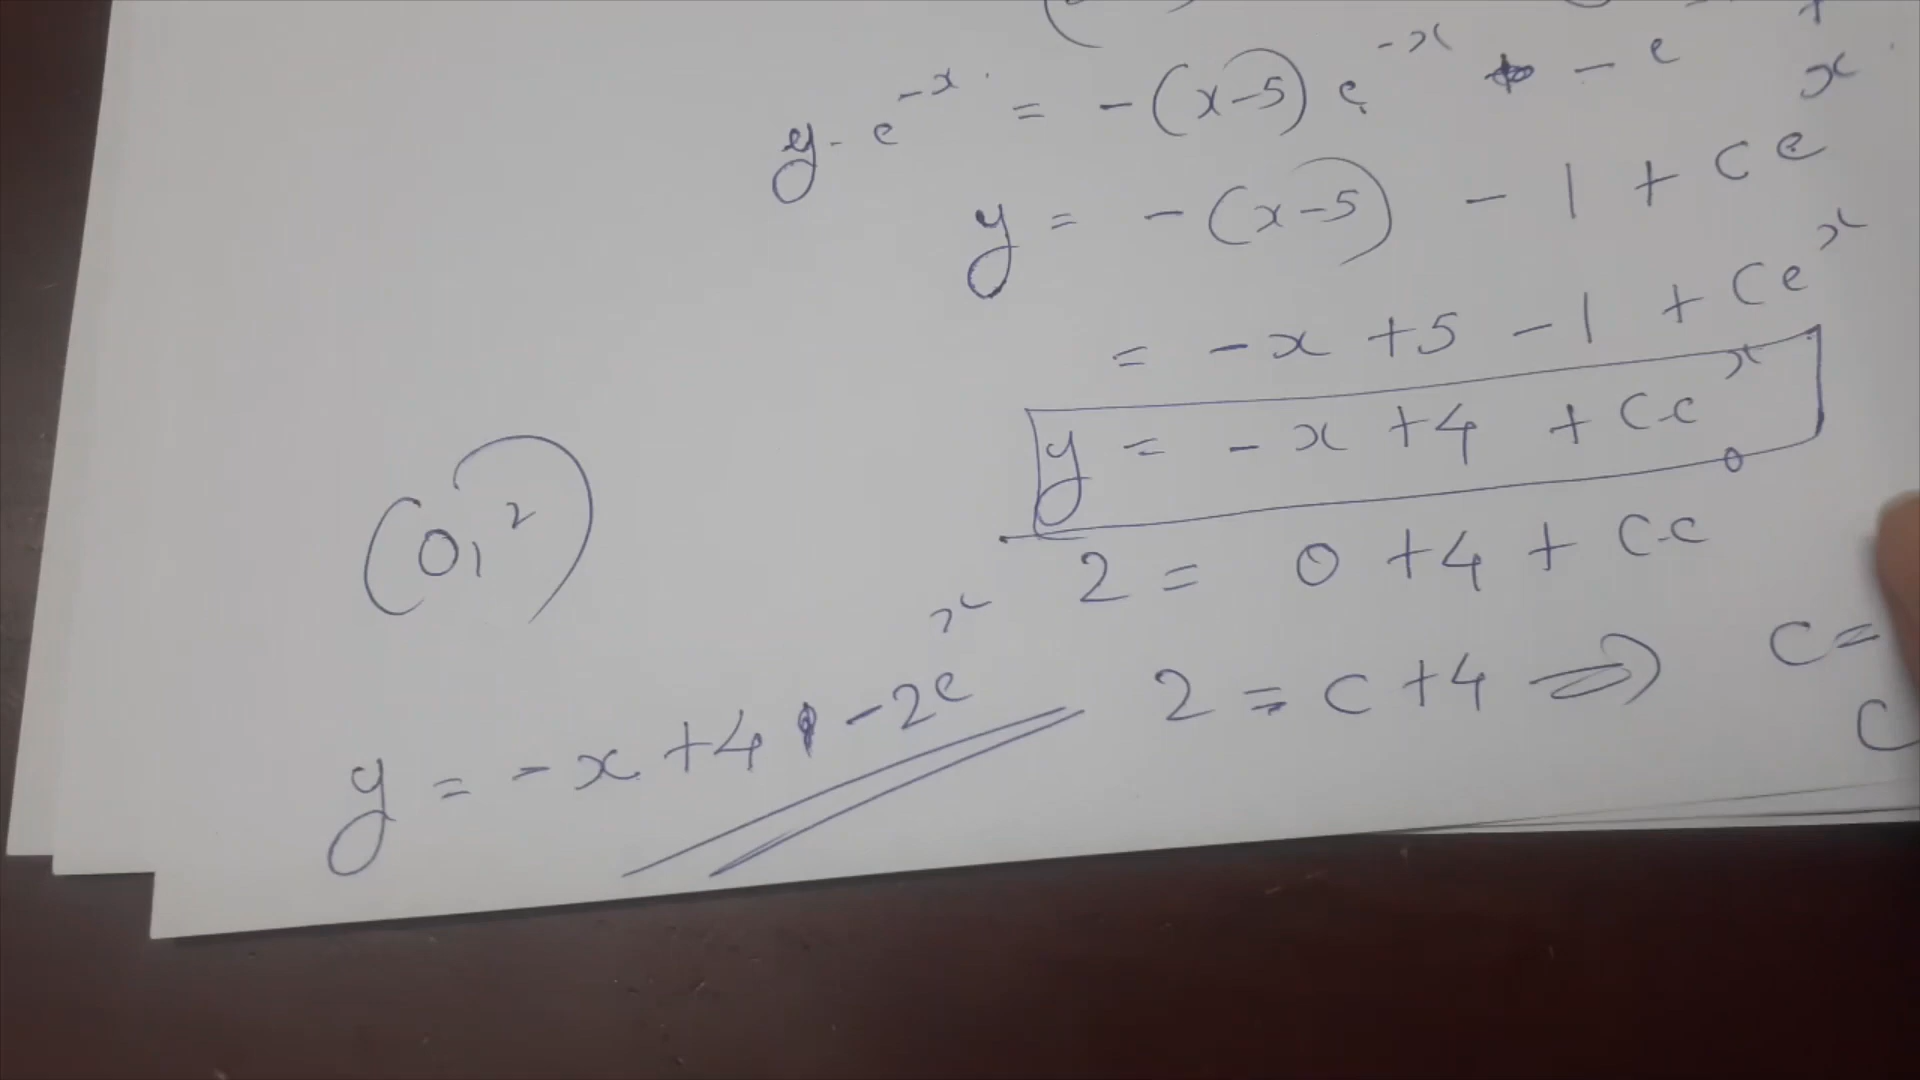 y · e^{-x} = -(x-5) e^{-x} - e
y = -(x-5) - 1 + ce^{x}
= -x + 5 - 1 + ce^{x}
y = -x + 4 + ce^{x}
(0, 2)
2 = 0 + 4 + ce^{0}
2 = c + 4 ⇒ c =
c
y = -x + 4 - 2e^{x}